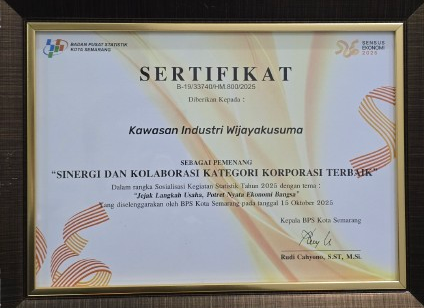 BADAN PUSAT STATISTIK
KOTA SEMARANG
SENSUS
EKONOMI
2026
SERTIFIKAT
B-19/33740/HM.800/2025
Diberikan Kepada :
Kawasan Industri Wijayakusuma
SEBAGAI PEMENANG
"SINERGI DAN KOLABORASI KATEGORI KORPORASI TERBAIK"
Dalam rangka Sosialisasi Kegiatan Statistik Tahun 2025 dengan tema :
"Jejak Langkah Usaha, Potret Nyata Ekonomi Bangsa"
Yang diselenggarakan oleh BPS Kota Semarang pada tanggal 15 Oktober 2025
Kepala BPS Kota Semarang
Rudi Cahyono, S.ST, M.Si.